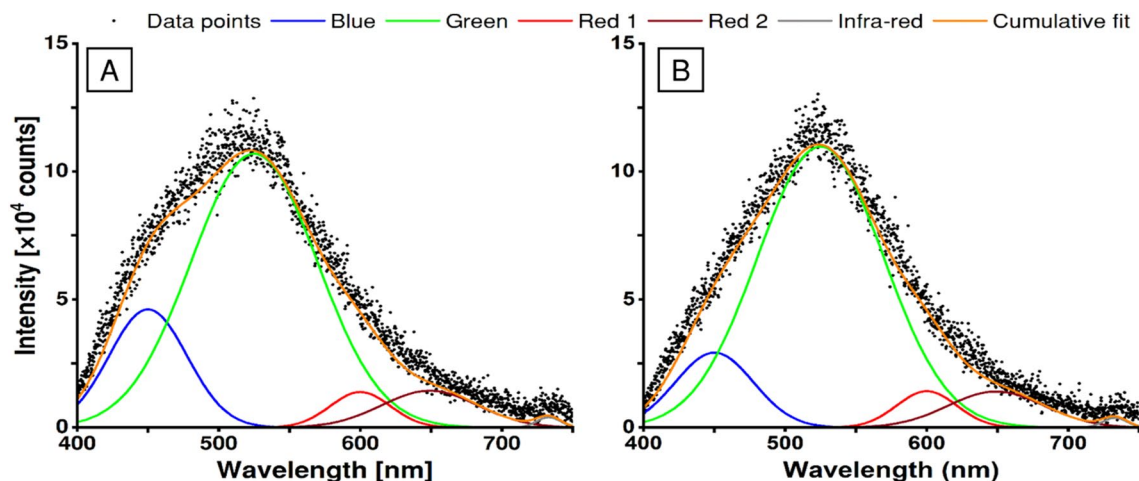 Data points Blue Green Red 1 Red 2 Infra-red Cumulative fit
A
B
15
10
5
0
Intensity [×10⁴ counts]
400 500 600 700
Wavelength [nm]
15
10
5
0
400 500 600 700
Wavelength (nm)